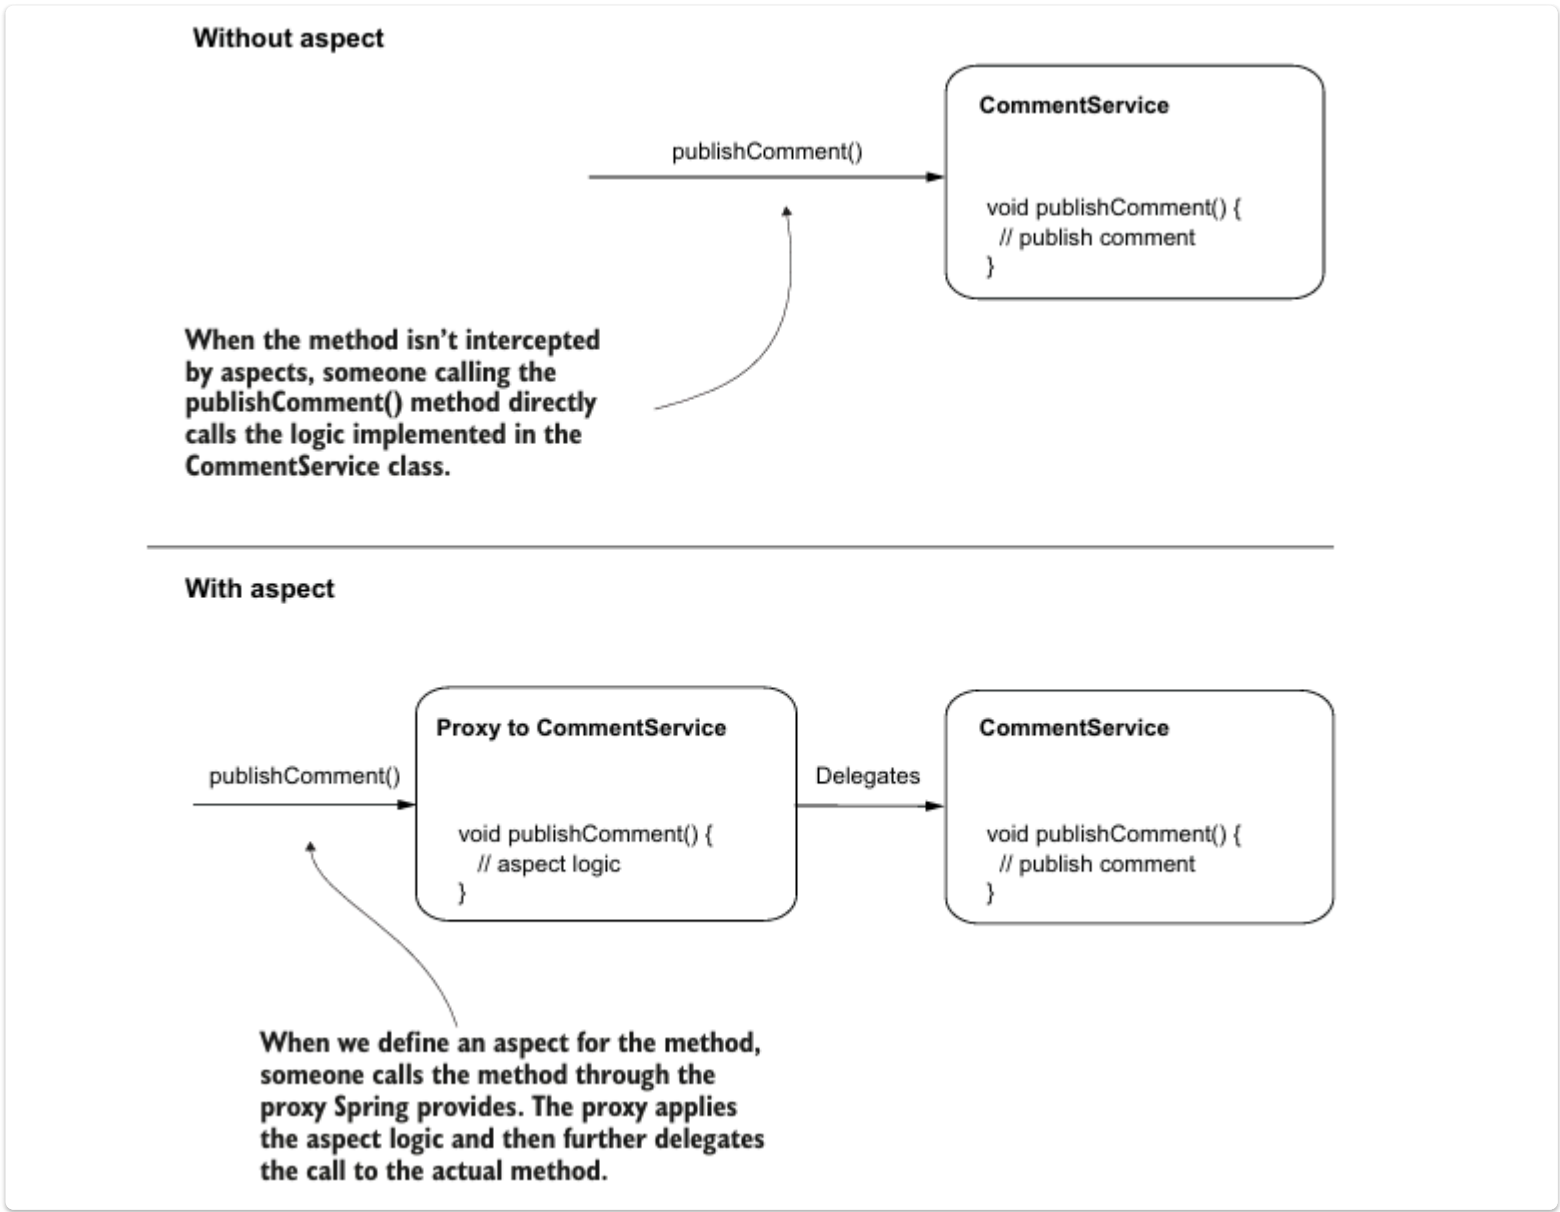 Without aspect
CommentService
publishComment()
void publishComment() {
// publish comment
}
When the method isn't intercepted
by aspects, someone calling the
publishComment() method directly
calls the logic implemented in the
CommentService class.
With aspect
Proxy to CommentService
CommentService
publishComment()
Delegates
void publishComment() {
// aspect logic
}
void publishComment() {
// publish comment
}
When we define an aspect for the method,
someone calls the method through the
proxy Spring provides. The proxy applies
the aspect logic and then further delegates
the call to the actual method.